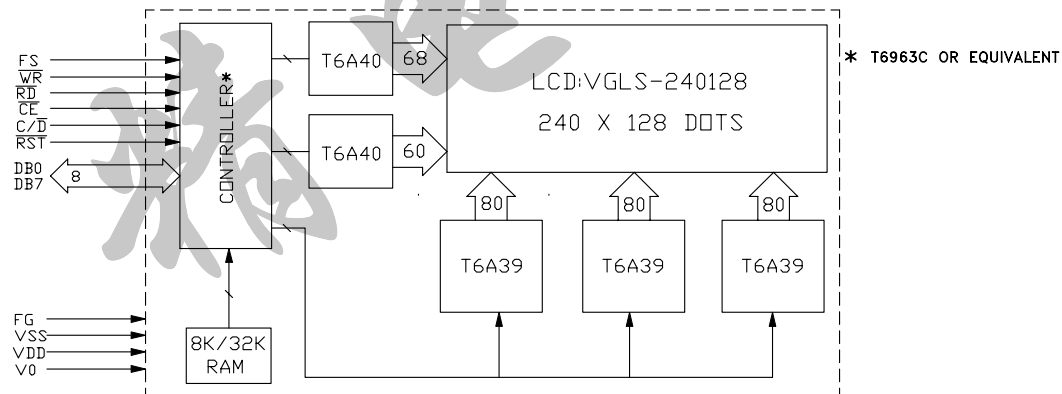 FS
WR
RD
CE
C/D
RST
DB0
DB7
8
CONTROLLER*
T6A40
68
T6A40
60
LCD:VGLS-240128
240 X 128 DOTS
* T6963C OR EQUIVALENT
80
80
80
T6A39
T6A39
T6A39
FG
VSS
VDD
V0
8K/32K
RAM
精